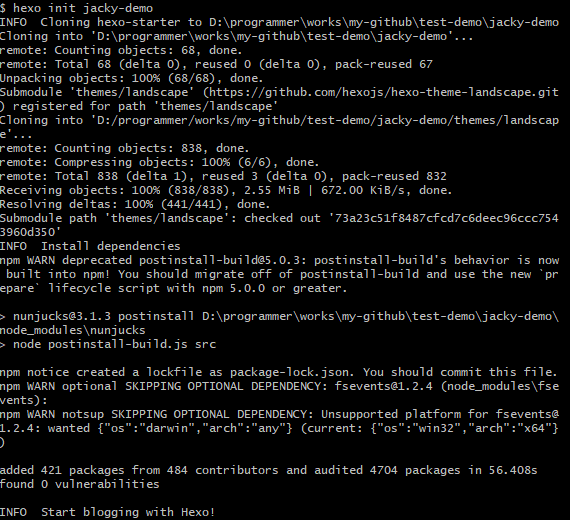 $ hexo init jacky-demo
INFO  Cloning hexo-starter to D:\programmer\works\my-github\test-demo\jacky-demo
Cloning into 'D:\programmer\works\my-github\test-demo\jacky-demo'...
remote: Counting objects: 68, done.
remote: Total 68 (delta 0), reused 0 (delta 0), pack-reused 67
Unpacking objects: 100% (68/68), done.
Submodule 'themes/landscape' (https://github.com/hexojs/hexo-theme-landscape.git
) registered for path 'themes/landscape'
Cloning into 'D:/programmer/works/my-github/test-demo/jacky-demo/themes/landscap
e'...
remote: Counting objects: 838, done.
remote: Compressing objects: 100% (6/6), done.
remote: Total 838 (delta 1), reused 3 (delta 0), pack-reused 832
Receiving objects: 100% (838/838), 2.55 MiB | 672.00 KiB/s, done.
Resolving deltas: 100% (441/441), done.
Submodule path 'themes/landscape': checked out '73a23c51f8487cfcd7c6deec96ccc754
3960d350'
INFO  Install dependencies
npm WARN deprecated postinstall-build@5.0.3: postinstall-build's behavior is now
 built into npm! You should migrate off of postinstall-build and use the new `pr
epare` lifecycle script with npm 5.0.0 or greater.
> nunjucks@3.1.3 postinstall D:\programmer\works\my-github\test-demo\jacky-demo\
node_modules\nunjucks
> node postinstall-build.js src
npm notice created a lockfile as package-lock.json. You should commit this file.
npm WARN optional SKIPPING OPTIONAL DEPENDENCY: fsevents@1.2.4 (node_modules\fse
vents):
npm WARN notsup SKIPPING OPTIONAL DEPENDENCY: Unsupported platform for fsevents@
1.2.4: wanted {"os":"darwin","arch":"any"} (current: {"os":"win32","arch":"x64"}
)
added 421 packages from 484 contributors and audited 4704 packages in 56.408s
found 0 vulnerabilities
INFO  Start blogging with Hexo!